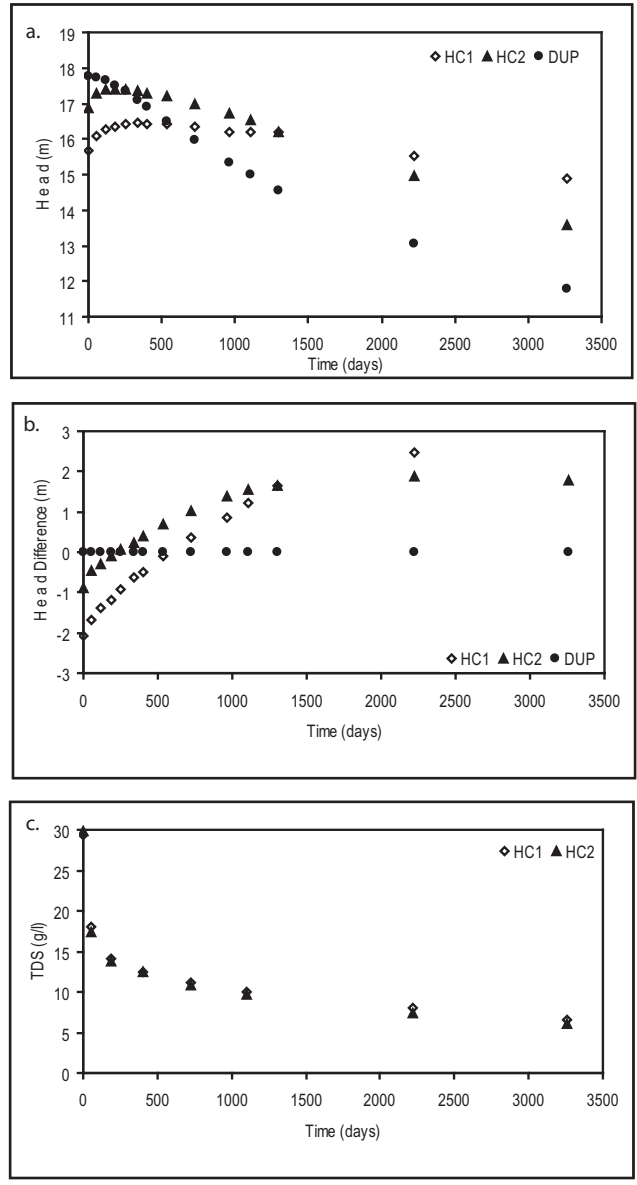 a.
19
18
17
16
15
14
13
12
11
Head (m)
HC1 HC2 DUP
0 500 1000 1500 2000 2500 3000 3500
Time (days)
b.
3
2
1
0
-1
-2
-3
Head Difference (m)
HC1 HC2 DUP
0 500 1000 1500 2000 2500 3000 3500
Time (days)
c.
30
25
20
15
10
5
0
TDS (g/l)
HC1 HC2
0 500 1000 1500 2000 2500 3000 3500
Time (days)